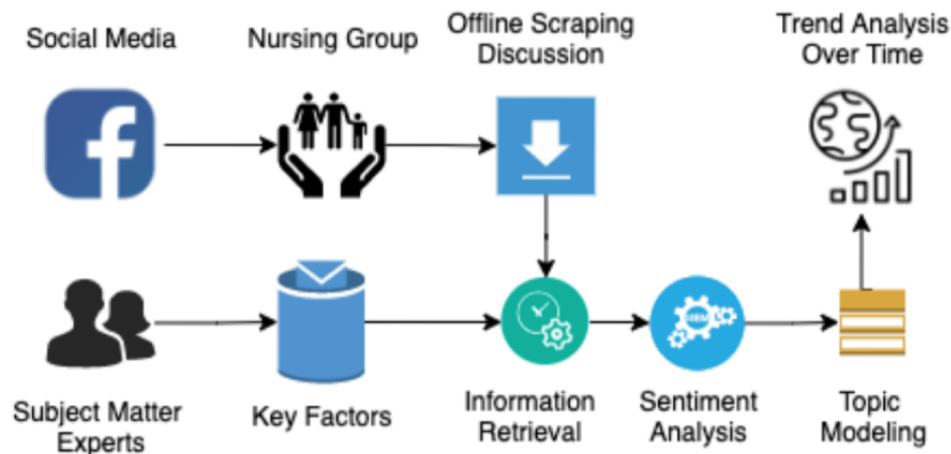 Social Media
Nursing Group
Offline Scraping
Discussion
Trend Analysis
Over Time
Subject Matter
Experts
Key Factors
Information
Retrieval
Sentiment
Analysis
Topic
Modeling